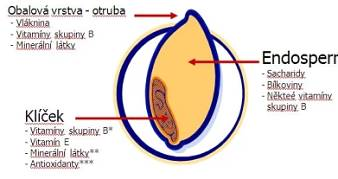 Obalová vrstva - otruba
- Vláknina
- Vitamíny skupiny B
- Minerální látky
Endosperm
- Sacharidy
- Bílkoviny
- Někteé vitamíny
skupiny B
Klíček
- Vitamíny skupiny B*
- Vitamín E
- Minerální látky**
- Antioxidanty***